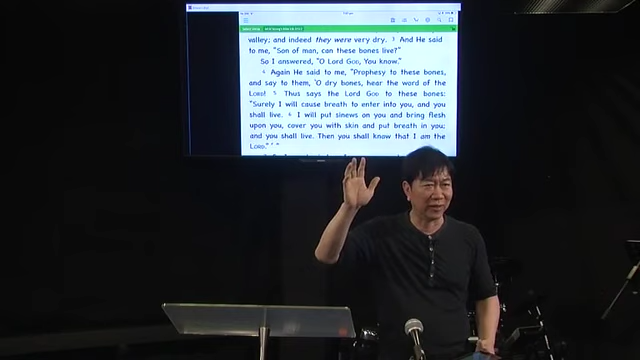 valley; and indeed they were very dry. 3 And He said
to me, "Son of man, can these bones live?"
So I answered, "O Lord GOD, You know."
4 Again He said to me, "Prophesy to these bones,
and say to them, 'O dry bones, hear the word of the
LORD! 5 Thus says the Lord GOD to these bones:
"Surely I will cause breath to enter into you, and you
shall live. 6 I will put sinews on you and bring flesh
upon you, cover you with skin and put breath in you;
and you shall live. Then you shall know that I am the
LORD." ' "